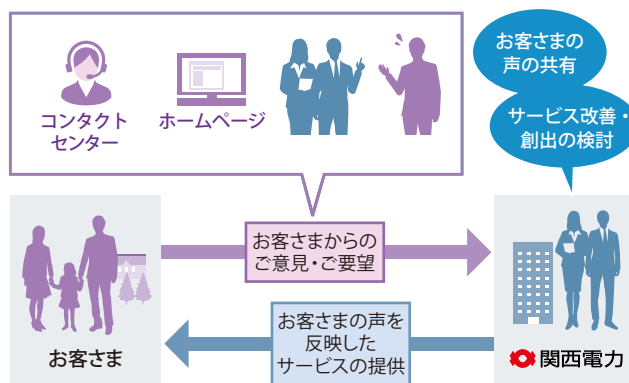 コンタクト
センター
ホームページ
お客さまの
声の共有
サービス改善・
創出の検討
お客さまからの
ご意見・ご要望
お客さまの声を
反映した
サービスの提供
お客さま
関西電力